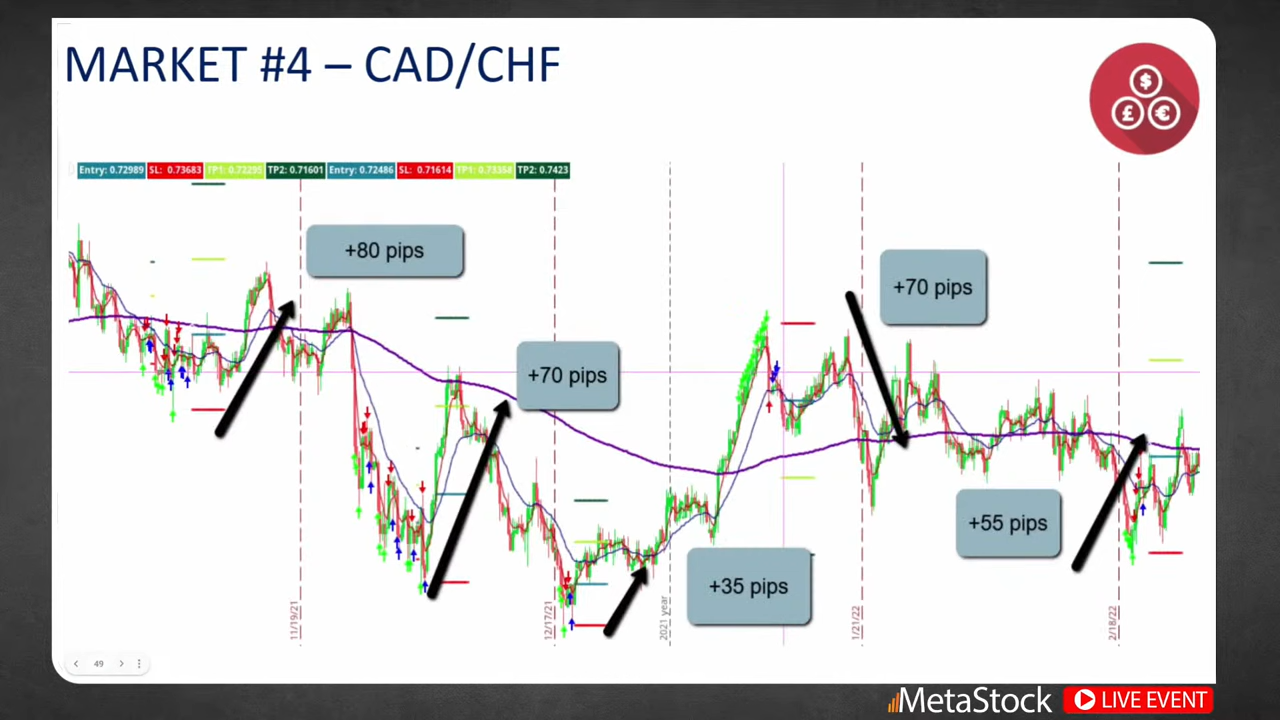 MARKET #4 – CAD/CHF
Entry: 0.72989 SL: 0.73683 TP1: 0.72295 TP2: 0.71601 Entry: 0.72486 SL: 0.71614 TP1: 0.73358 TP2: 0.7423
+80 pips
+70 pips
+70 pips
+55 pips
+35 pips
11/19/21
12/17/21
2021 year
1/21/22
2/18/22
49
MetaStock
LIVE EVENT